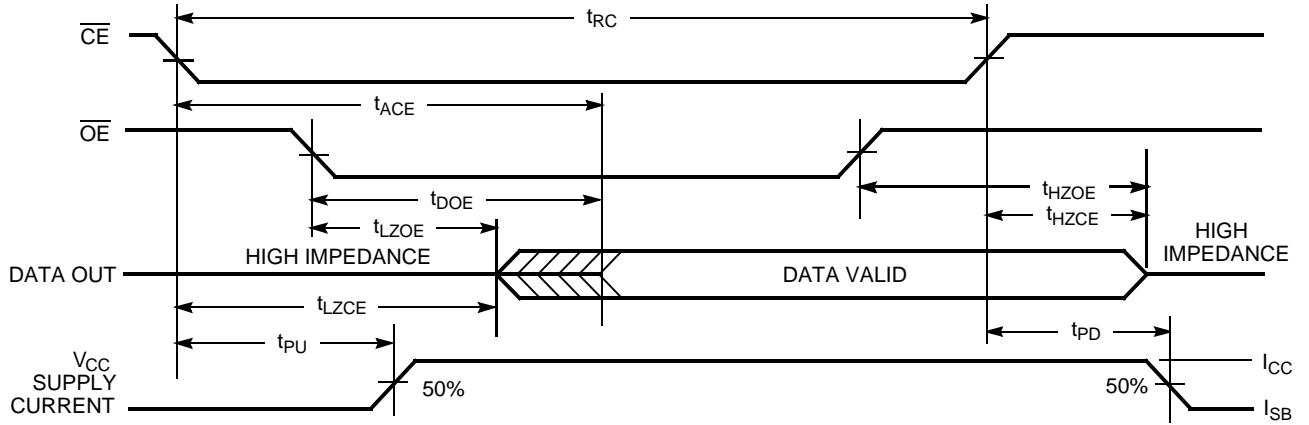 tRC
CE
tACE
OE
tDOE
tHZOE
tLZOE
tHZCE
HIGH IMPEDANCE
HIGH
IMPEDANCE
DATA OUT
DATA VALID
tLZCE
tPU
tPD
VCC
SUPPLY
CURRENT
50%
50%
ICC
ISB